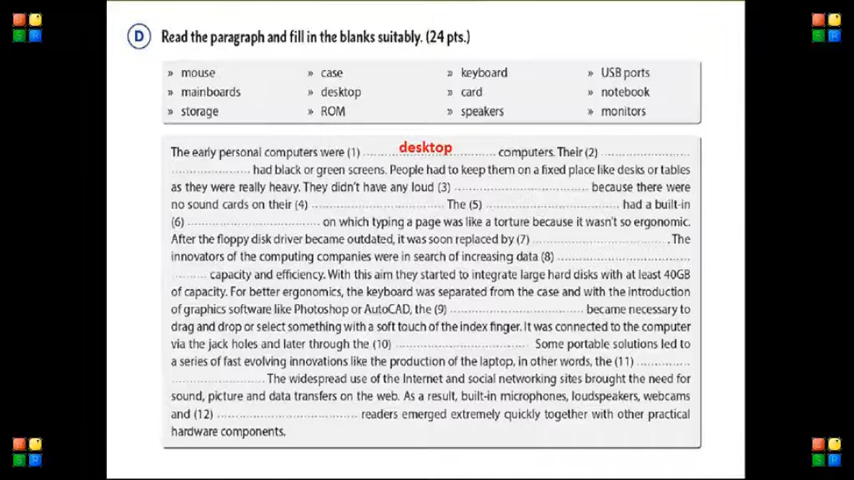 D Read the paragraph and fill in the blanks suitably. (24 pts.)
» mouse » case » keyboard » USB ports
» mainboards » desktop » card » notebook
» storage » ROM » speakers » monitors
desktop
The early personal computers were (1) ................................................ computers. Their (2) ................................
............................ had black or green screens. People had to keep them on a fixed place like desks or tables
as they were really heavy. They didn't have any loud (3) ................................................ because there were
no sound cards on their (4) ................................................ The (5) ................................................ had a built-in
(6) ................................................ on which typing a page was like a torture because it wasn't so ergonomic.
After the floppy disk driver became outdated, it was soon replaced by (7) ................................................ .The
innovators of the computing companies were in search of increasing data (8) ................................................
............ capacity and efficiency. With this aim they started to integrate large hard disks with at least 40GB
of capacity. For better ergonomics, the keyboard was separated from the case and with the introduction
of graphics software like Photoshop or AutoCAD, the (9) ................................................ became necessary to
drag and drop or select something with a soft touch of the index finger. It was connected to the computer
via the jack holes and later through the (10) ................................................ Some portable solutions led to
a series of fast evolving innovations like the production of the laptop, in other words, the (11) ..................
................................ The widespread use of the Internet and social networking sites brought the need for
sound, picture and data transfers on the web. As a result, built-in microphones, loudspeakers, webcams
and (12) ................................................ readers emerged extremely quickly together with other practical
hardware components.
S R
S R
S R
S R